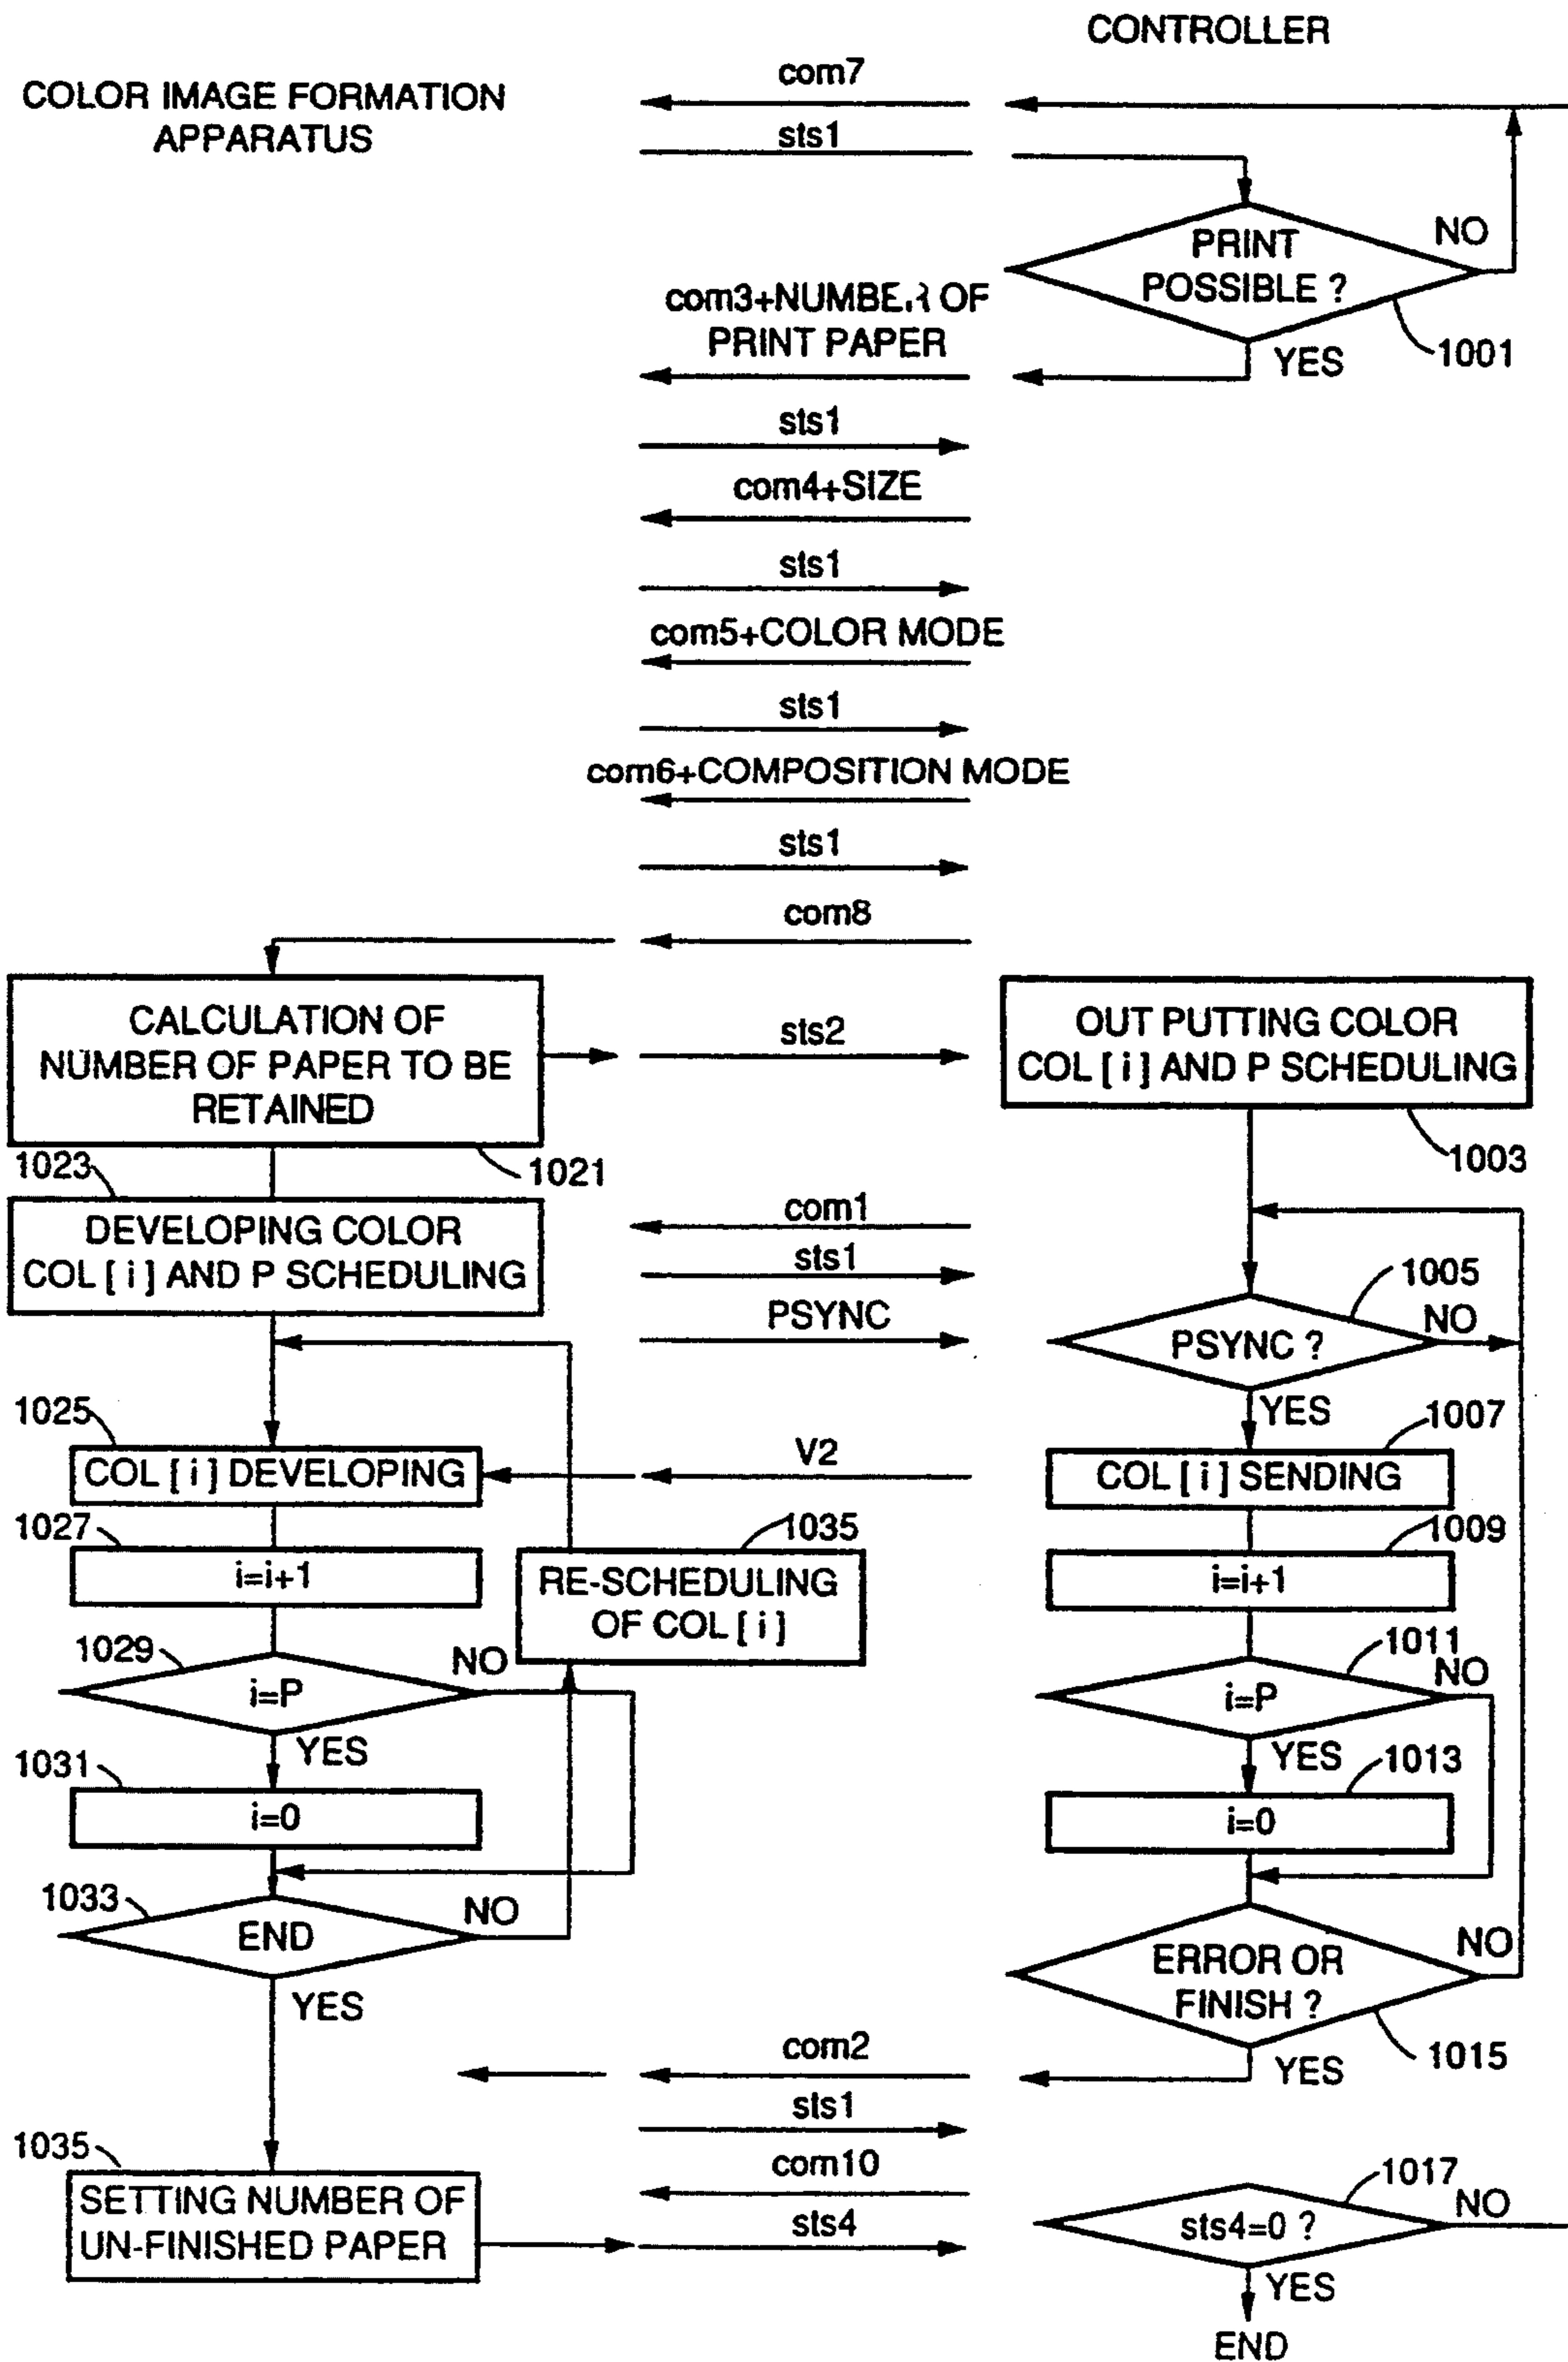 CONTROLLER
COLOR IMAGE FORMATION
APPARATUS
com7
sts1
PRINT
POSSIBLE ?
NO
1001
YES
com3+NUMBER OF
PRINT PAPER
sts1
com4+SIZE
sts1
com5+COLOR MODE
sts1
com6+COMPOSITION MODE
sts1
com8
CALCULATION OF
NUMBER OF PAPER TO BE
RETAINED
1021
sts2
OUT PUTTING COLOR
COL [ i ] AND P SCHEDULING
1003
1023
DEVELOPING COLOR
COL [ i ] AND P SCHEDULING
com1
sts1
PSYNC
1005
PSYNC ?
NO
YES
1025
COL [ i ] DEVELOPING
V2
1007
COL [ i ] SENDING
1027
i=i+1
1035
RE-SCHEDULING
OF COL [ i ]
1009
i=i+1
1029
i=P
NO
YES
1011
i=P
NO
YES
1031
i=0
1013
i=0
1033
END
NO
YES
ERROR OR
FINISH ?
NO
1015
YES
com2
sts1
1035
SETTING NUMBER OF
UN-FINISHED PAPER
com10
sts4
1017
sts4=0 ?
NO
YES
END